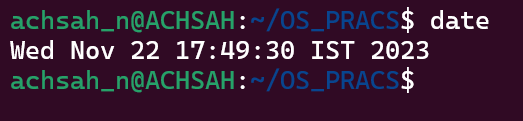 achsah_n@ACHSAH:~/OS_PRACS$ date
Wed Nov 22 17:49:30 IST 2023
achsah_n@ACHSAH:~/OS_PRACS$